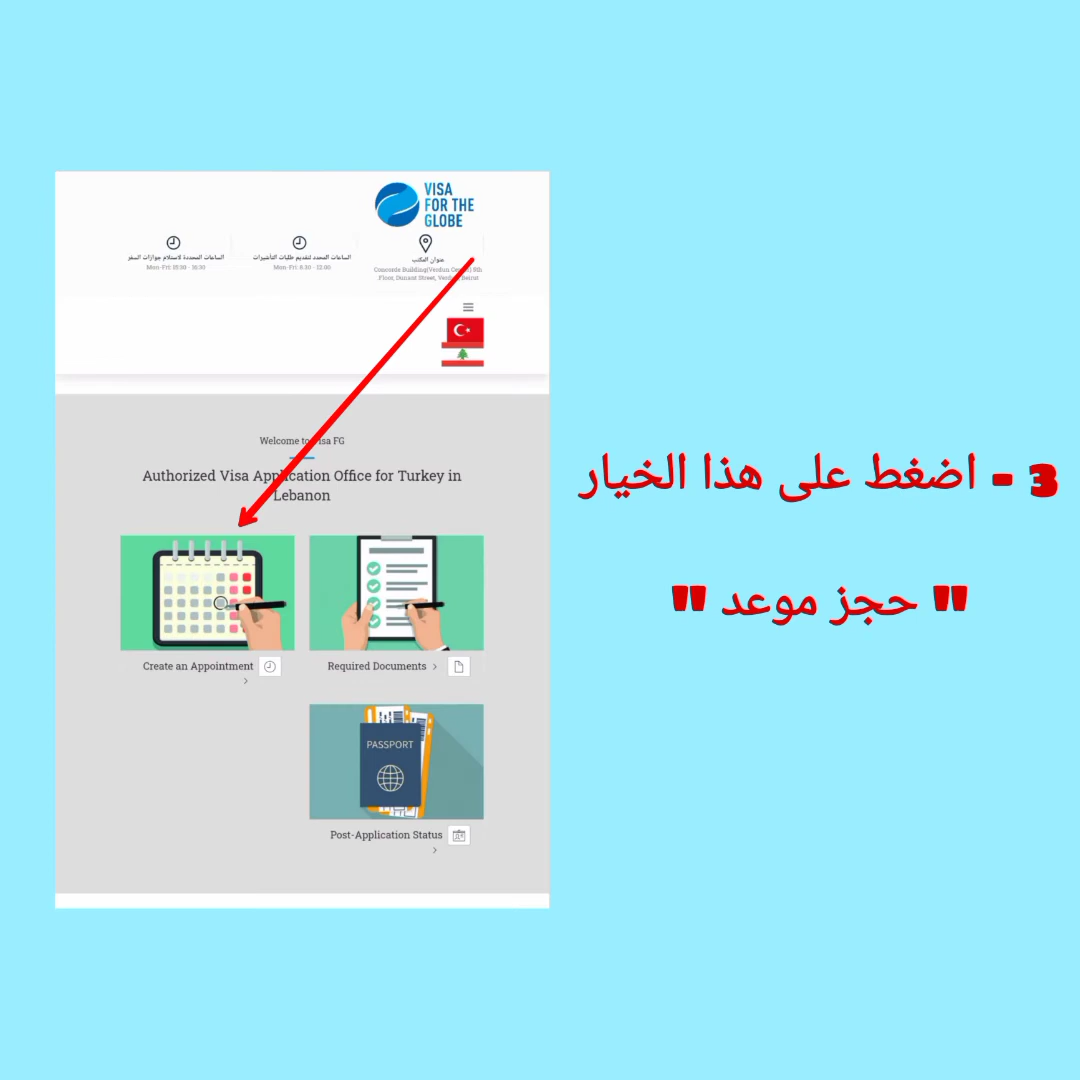 VISA
FOR THE
GLOBE
عنوان المكتب
Concorde Building(Verdun Center) 5th
Floor, Dunant Street, Verdun, Beirut
الساعات المحدد لتقديم طلبات التأشيرات
Mon-Fri: 8:30 - 12:00
الساعات المحددة لاستلام جوازات السفر
Mon-Fri: 15:00 - 16:30
Welcome to Visa FG
Authorized Visa Application Office for Turkey in
Lebanon
Create an Appointment
Required Documents
PASSPORT
Post-Application Status
3 - اضغط على هذا الخيار
" حجز موعد "